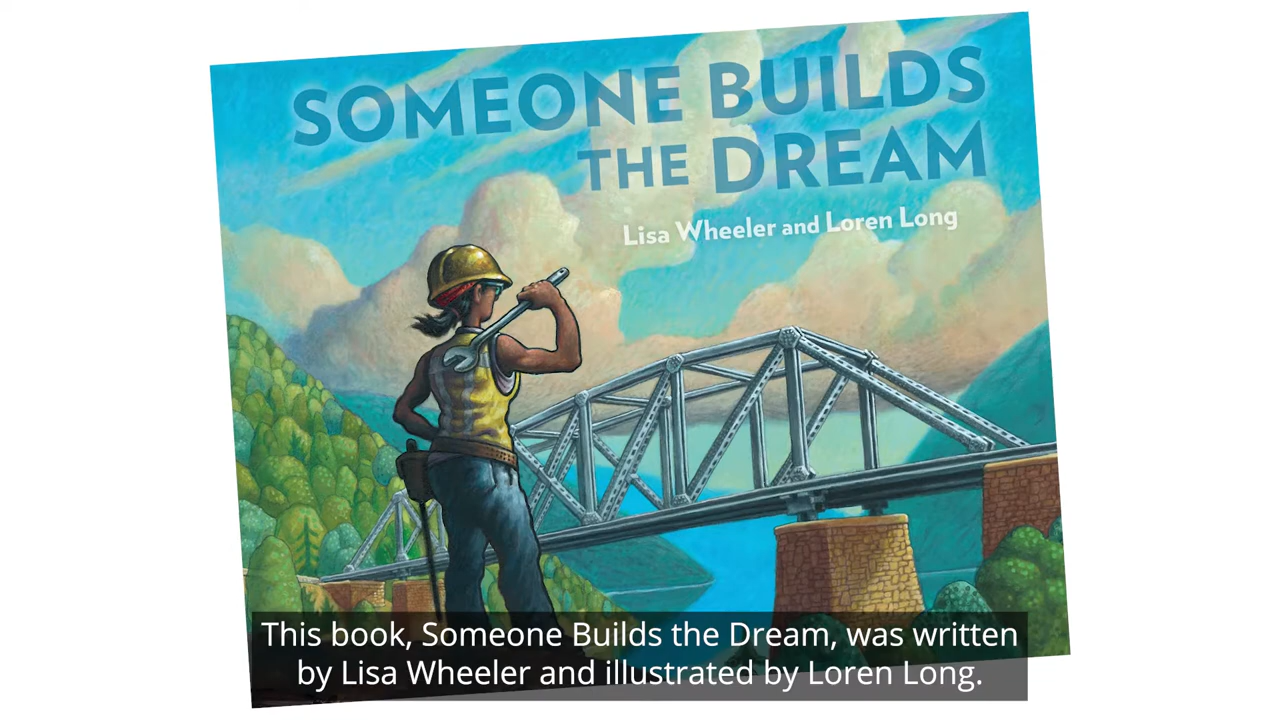 SOMEONE BUILDS
THE DREAM
Lisa Wheeler and Loren Long
This book, Someone Builds the Dream, was written
by Lisa Wheeler and illustrated by Loren Long.